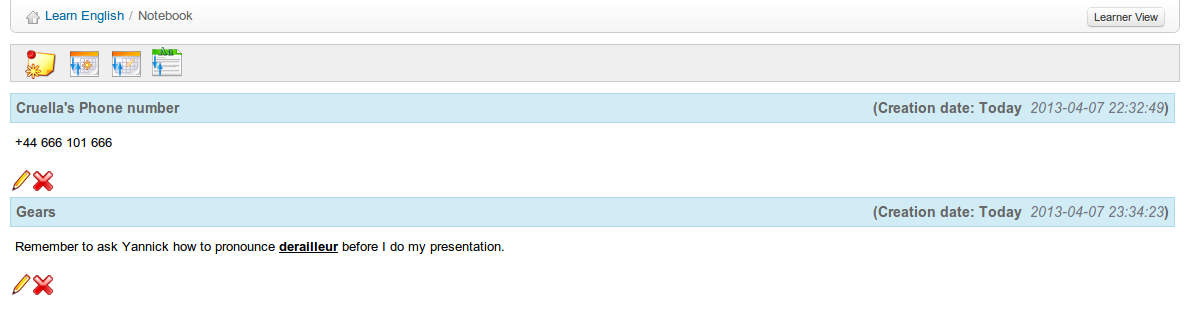 Learn English / Notebook
Learner View
Cruella's Phone number (Creation date: Today 2013-04-07 22:32:49)
+44 666 101 666
Gears (Creation date: Today 2013-04-07 23:34:23)
Remember to ask Yannick how to pronounce derailleur before I do my presentation.